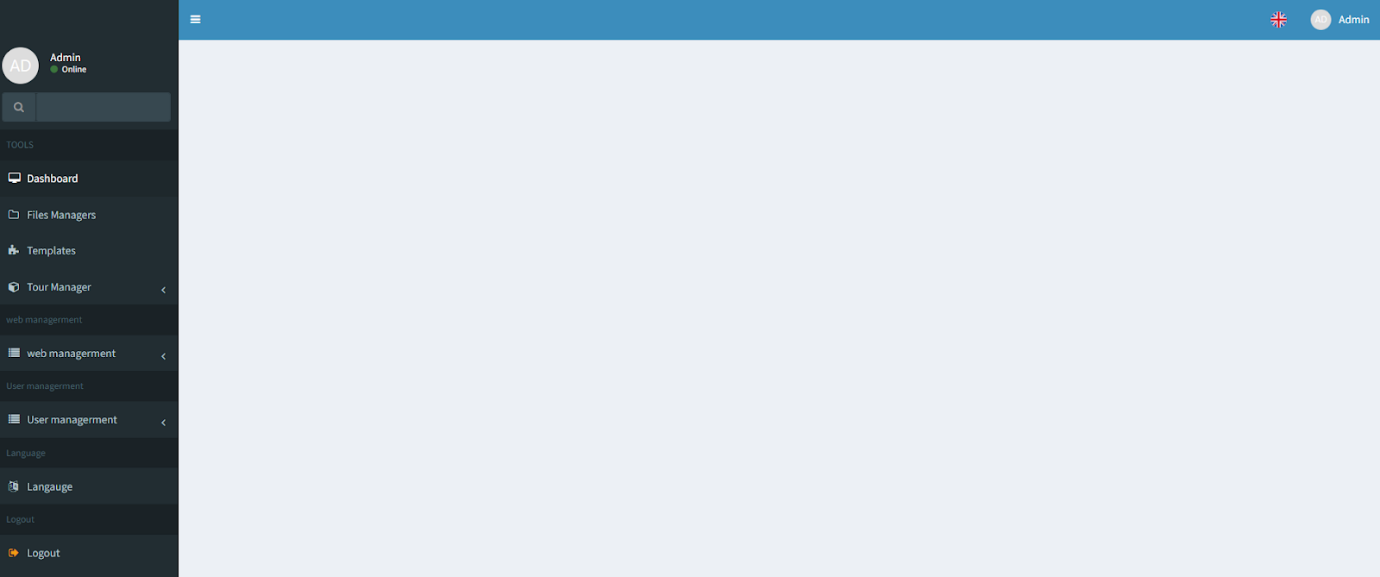 AD Admin
AD
Admin
Online
TOOLS
Dashboard
Files Managers
Templates
Tour Manager
web managerment
web managerment
User managerment
User managerment
Language
Langauge
Logout
Logout